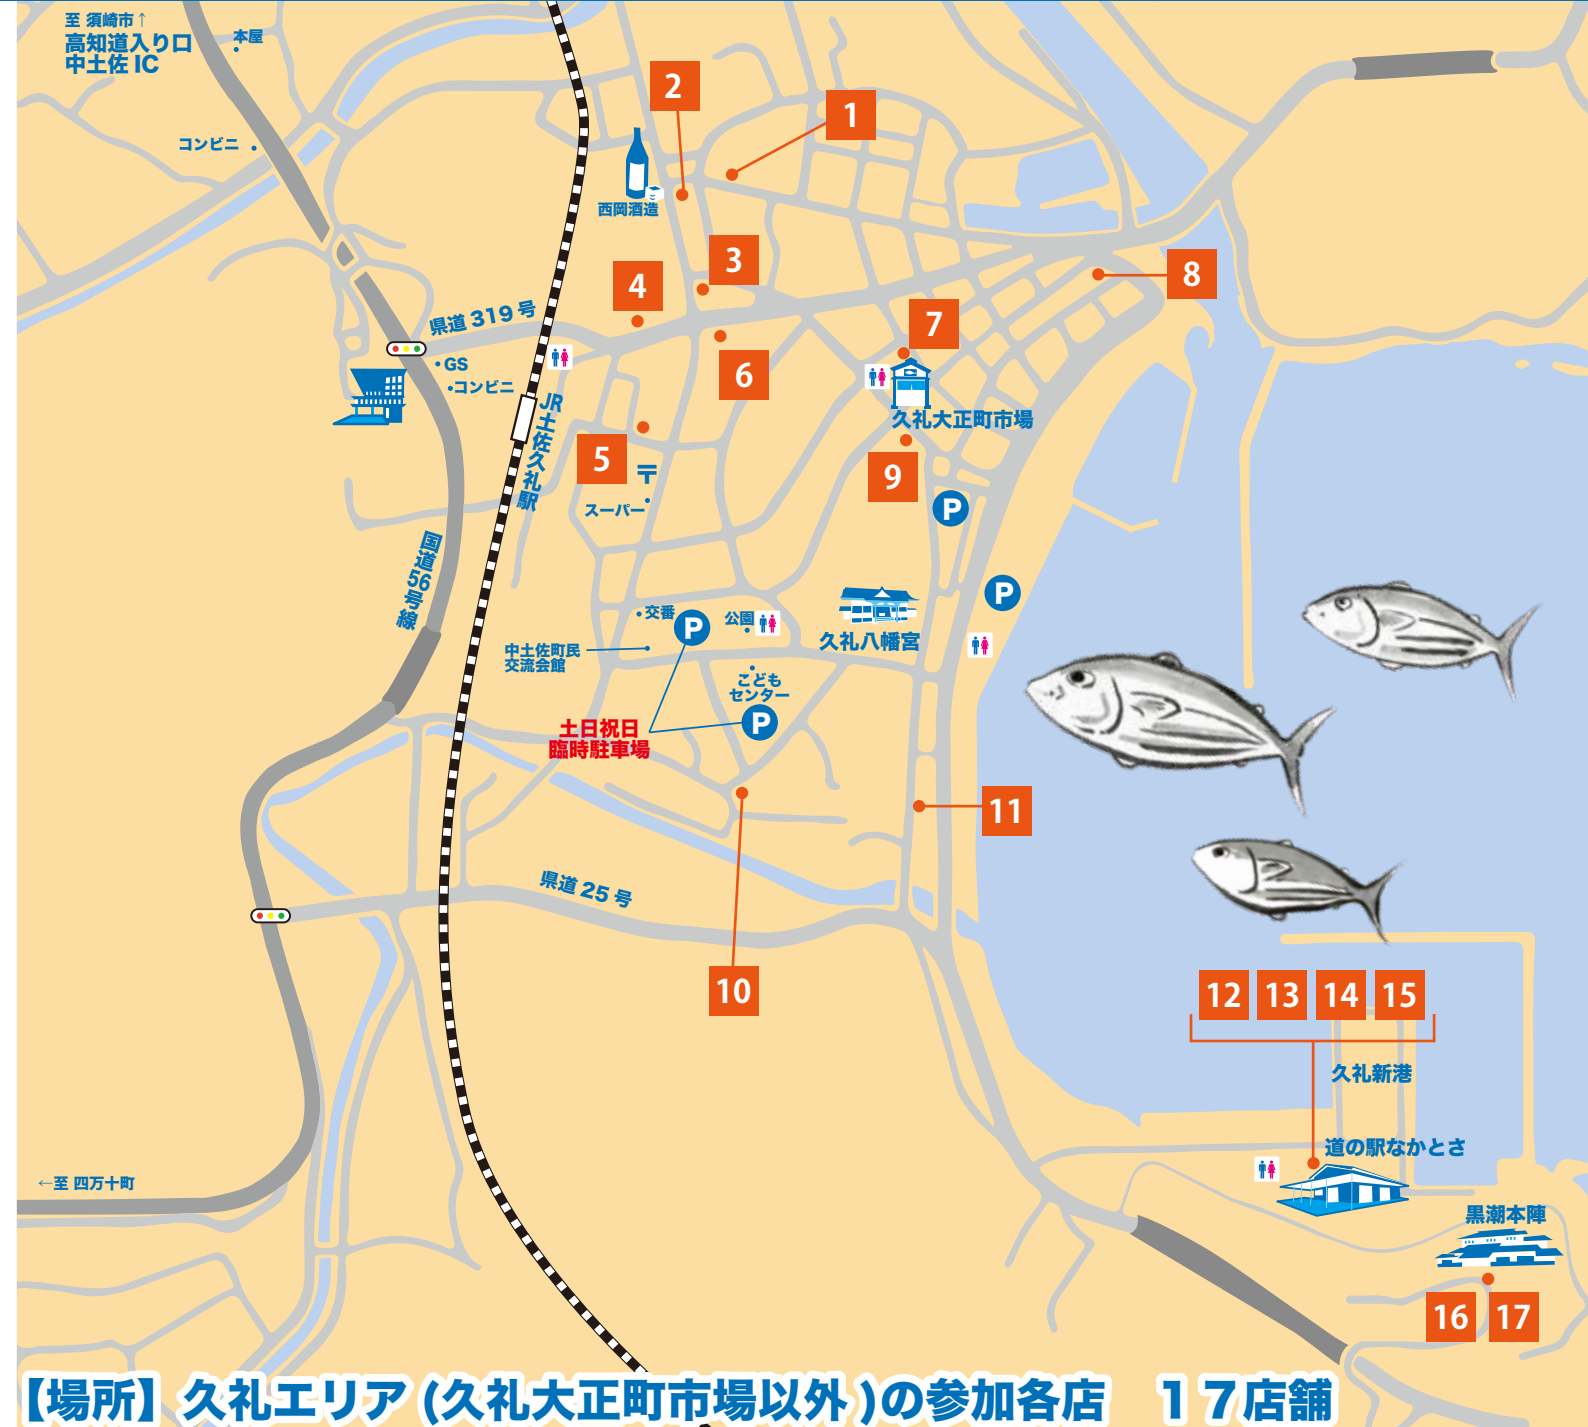 至 須崎市↑
高知道入り口
中土佐 IC
本屋
コンビニ
2
1
西岡酒造
3
4
8
県道 319 号
7
GS
コンビニ
6
JR土佐久礼駅
久礼大正町市場
5
〒
9
スーパー
P
国道56号線
P
交番
P
公園
久礼八幡宮
中土佐町民
交流会館
こども
センター
P
土日祝日
臨時駐車場
11
県道 25 号
10
12 13 14 15
久礼新港
道の駅なかとさ
←至 四万十町
黒潮本陣
16 17
【場所】久礼エリア(久礼大正町市場以外)の参加各店　１７店舗